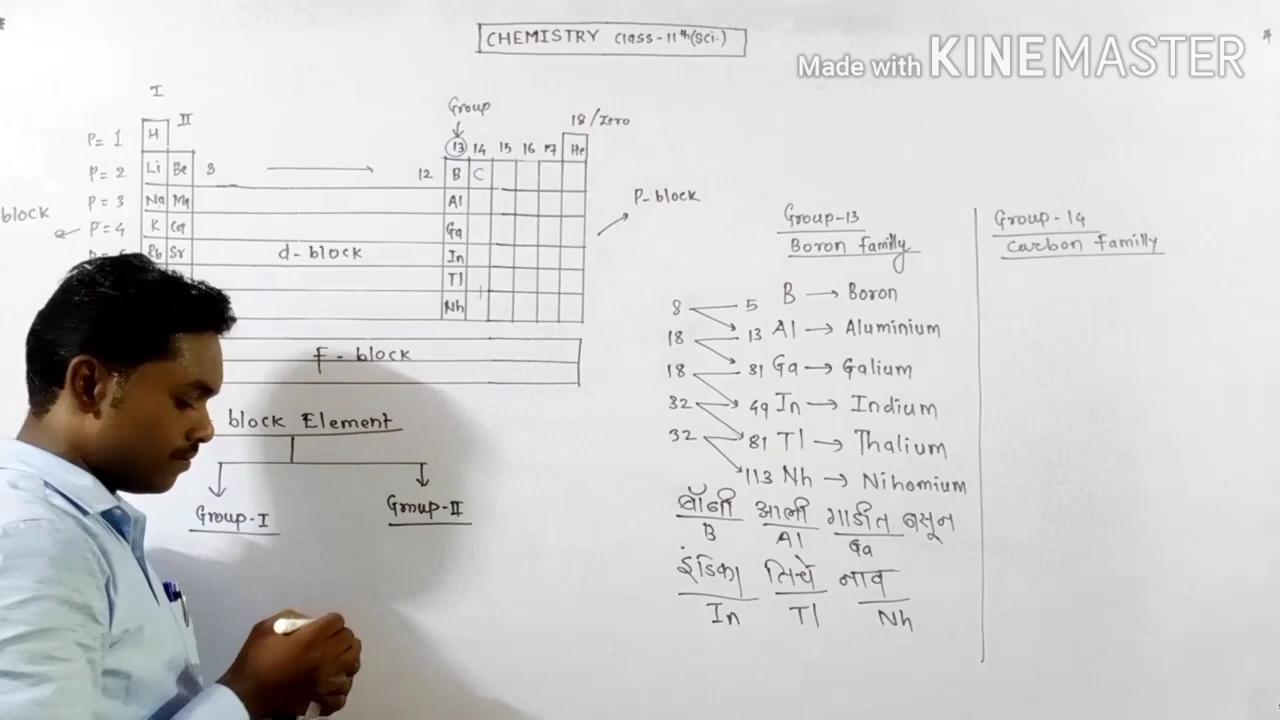 CHEMISTRY Class-11th(Sci.)
Made with KINEMASTER
I
II
Group
18/Zero
13 14 15 16 17
P= 1 H He
P= 2 Li Be 3 12 B C
P= 3 Na Mg Al
P= 4 K Ca Ga
block
Rb Sr d-block In
Tl
Nh
P-block
f-block
block Element
Group-I
Group-II
Group-13
Boron familly
8 5 B → Boron
18 13 Al → Aluminium
18 31 Ga → Galium
32 49 In → Indium
32 81 Tl → Thalium
113 Nh → Nihomium
बॉनी आली गाडीत बसून
B Al Ga
इंडिका तिचे नाव
In Tl Nh
Group-14
Carbon Familly